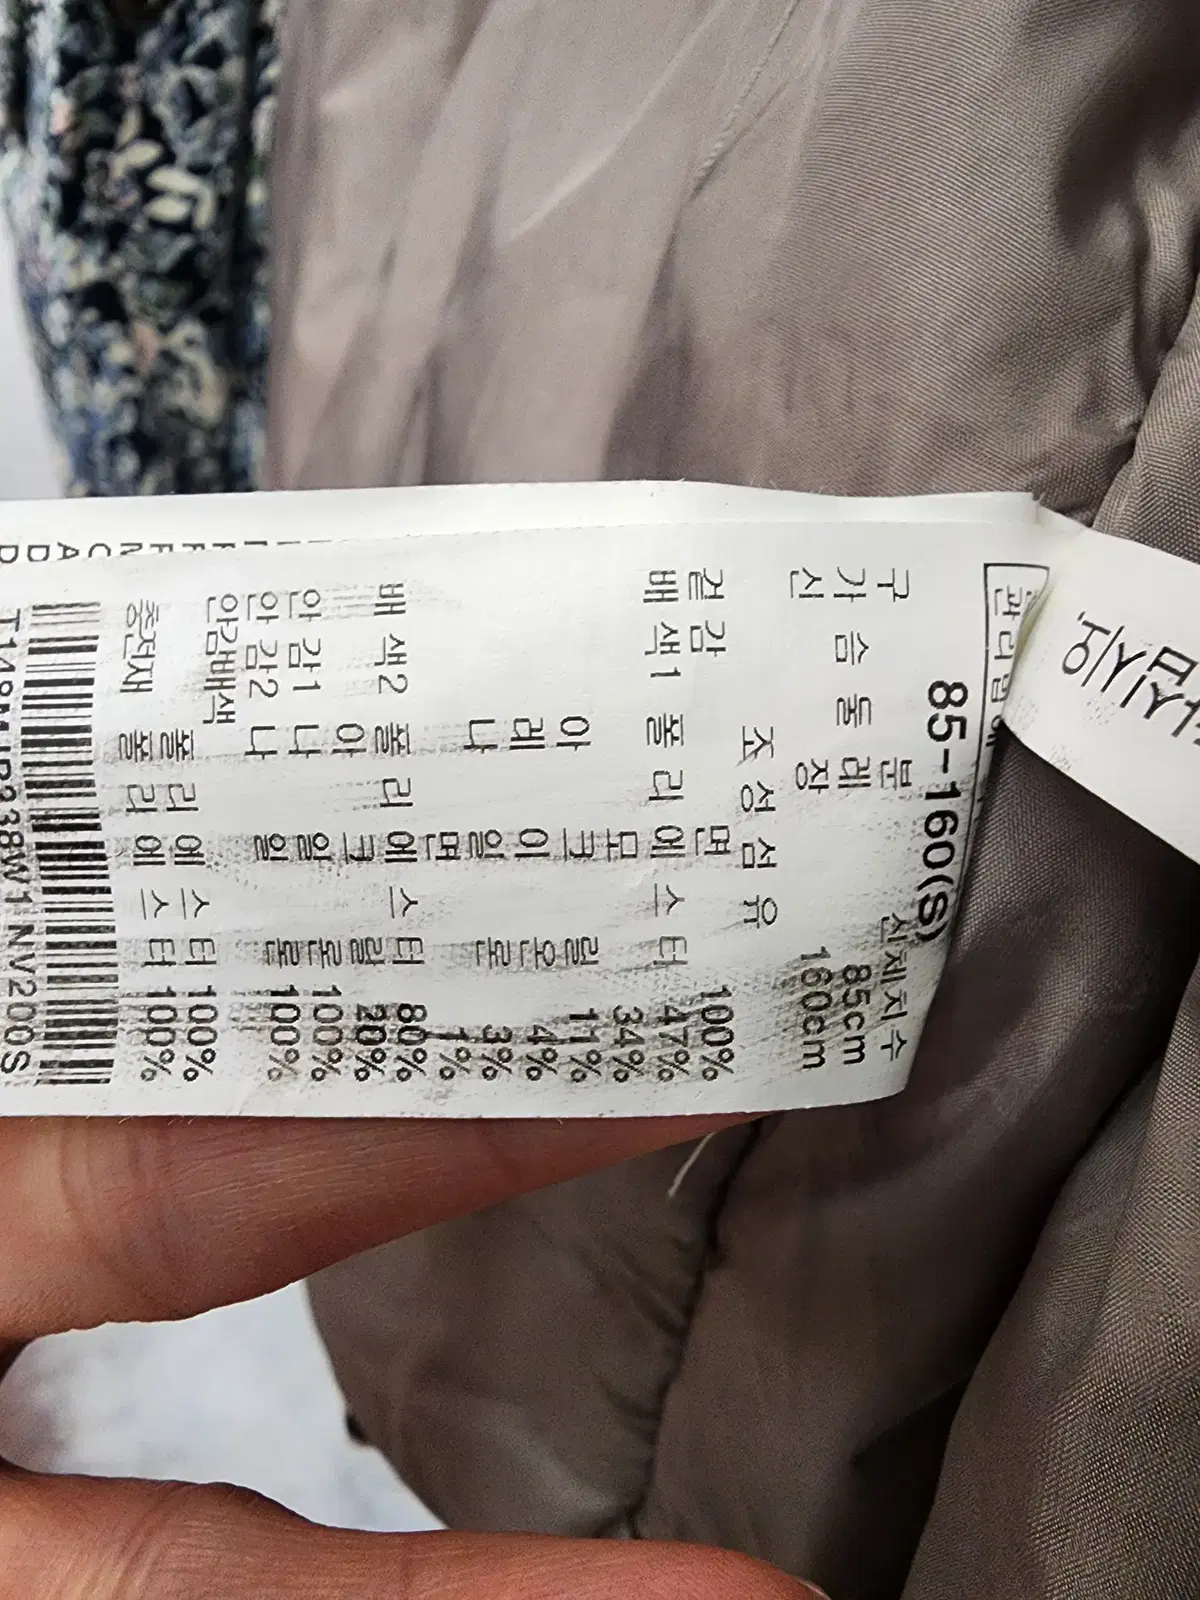 85-160(S)
구 분 신체치수
가슴둘레 85cm
신 장 160cm
조성섬유
겉감 면 100%
배색1 폴리에스터 47%
모 34%
아크릴 11%
레이온 4%
나일론 3%
면 1%
배색2 폴리에스터 80%
아크릴 20%
안감1 나일론 100%
안감2 나일론 100%
안감배색 폴리에스터 100%
충전재 폴리에스터 100%